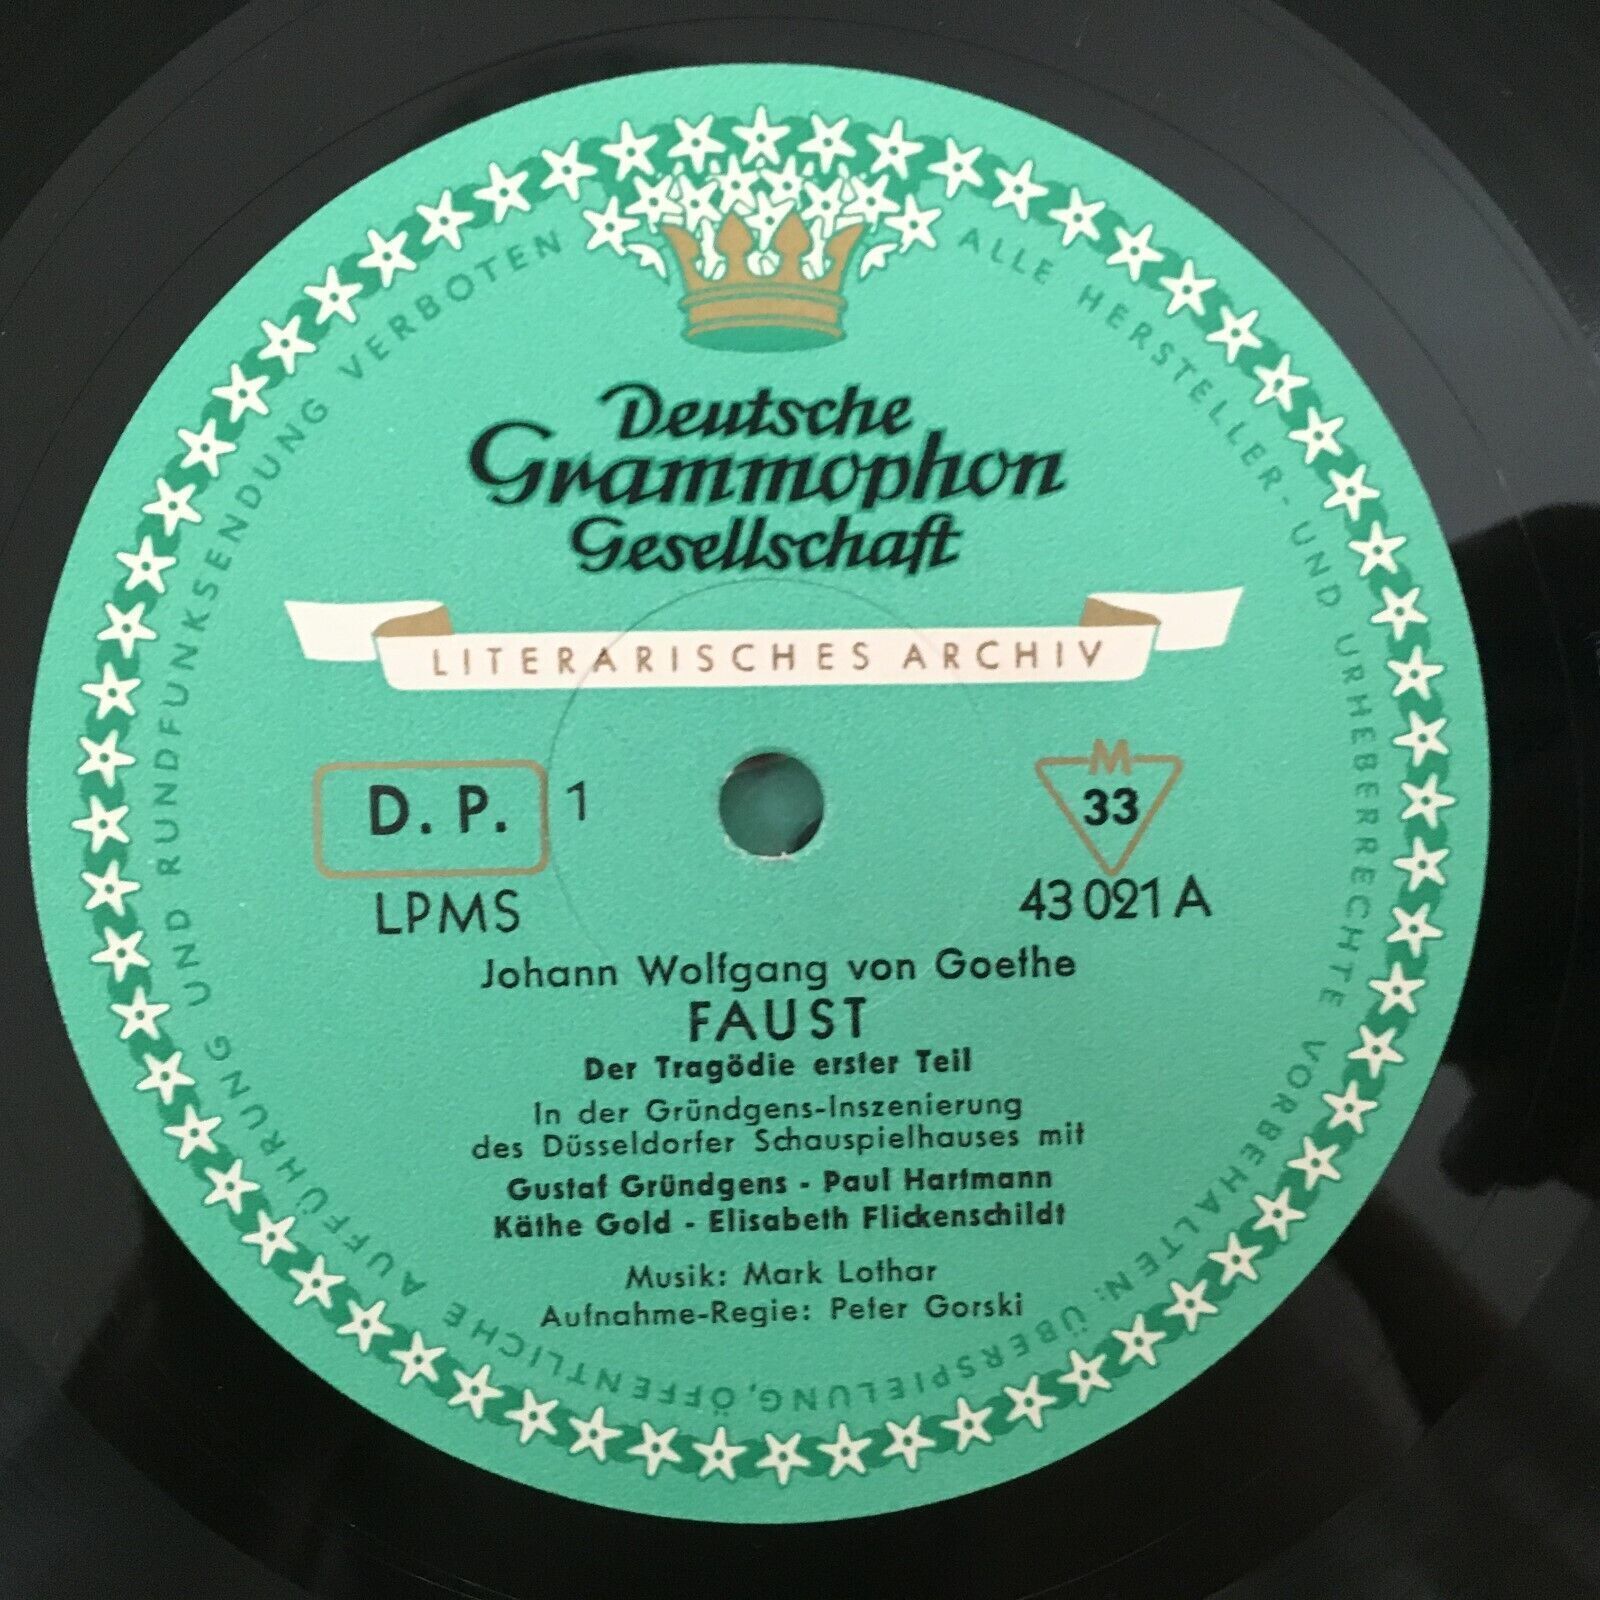 ALLE HERSTELLER- UND URHEBERRECHTE VORBEHALTEN: ÜBERSPIELUNG, ÖFFENTLICHE AUFFÜHRUNG UND RUNDFUNKSENDUNG VERBOTEN
Deutsche
Grammophon
Gesellschaft
LITERARISCHES ARCHIV
D. P. 1
M
33
LPMS
43 021 A
Johann Wolfgang von Goethe
FAUST
Der Tragödie erster Teil
In der Gründgens-Inszenierung
des Düsseldorfer Schauspielhauses mit
Gustaf Gründgens - Paul Hartmann
Käthe Gold - Elisabeth Flickenschildt
Musik: Mark Lothar
Aufnahme-Regie: Peter Gorski